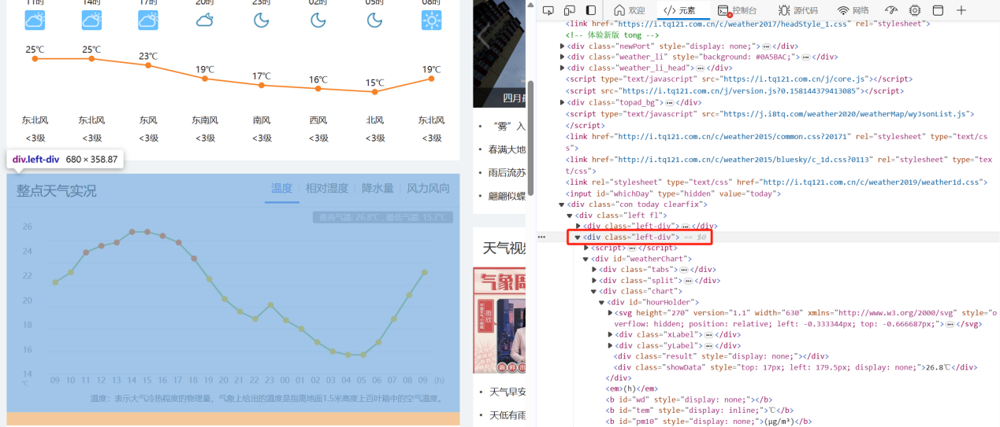 11时 14时 17时 20时 23时 02时 05时 08时
25℃ 25℃ 23℃ 19℃ 17℃ 16℃ 15℃ 19℃
东北风 东北风 东风 东南风 南风 西风 北风 东北风
<3级 <3级 <3级 <3级 <3级 <3级 <3级 <3级
div.left-div 680 × 358.87
整点天气实况
温度 相对湿度 降水量 风力风向
最高气温: 26.8℃ , 最低气温: 15.7℃
26
24
22
20
18
16
14
℃
09 10 11 12 13 14 15 16 17 18 19 20 21 22 23 00 01 02 03 04 05 06 07 08 09 (h)
温度：表示大气冷热程度的物理量，气象上给出的温度是指离地面1.5米高度上百叶箱中的空气温度。
四月最
• “雾”入
• 春满大地
• 雨后流苏
• 翩翩似蝶
天气视频
气象周
中国天气小主播
雨欣
新鲜出
• 天气早安
• 天低有雨
欢迎 </> 元素 控制台 源代码 网络
<link href="https://i.tq121.com.cn/c/weather2017/headStyle_1.css" rel="stylesheet">
<!-- 体验新版 tong -->
<div class="newPort" style="display: none;">…</div>
<div class="weather_li" style="background: #0A5BAC;">…</div>
<div class="weather_li_head">…</div>
<script type="text/javascript" src="https://i.tq121.com.cn/j/core.js"></script>
<script src="https://i.tq121.com.cn/j/version.js?0.158144379413085"></script>
<div class="topad_bg">…</div>
<script type="text/javascript" src="https://j.i8tq.com/weather2020/weatherMap/wyJsonList.js">
</script>
<link href="http://i.tq121.com.cn/c/weather2015/common.css?20171" rel="stylesheet" type="text/cs
s">
<link href="http://i.tq121.com.cn/c/weather2015/bluesky/c_1d.css?0113" rel="stylesheet" type="tex
t/css">
<link rel="stylesheet" type="text/css" href="http://i.tq121.com.cn/c/weather2019/weather1d.css">
<input id="whichDay" type="hidden" value="today">
<div class="con today clearfix">
<div class="left fl">
<div class="left-div">…</div>
<div class="left-div"> == $0
<script>…</script>
<div id="weatherChart">
<div class="tabs">…</div>
<div class="split">…</div>
<div class="chart">
<div id="hourHolder">
<svg height="270" version="1.1" width="630" xmlns="http://www.w3.org/2000/svg" style="o
verflow: hidden; position: relative; left: -0.333344px; top: -0.666687px;">…</svg>
<div class="xLabel">…</div>
<div class="yLabel">…</div>
<div class="result" style="display: none;"></div>
<div class="showData" style="top: 17px; left: 179.5px; display: none;">26.8℃</div>
</div>
<em>(h)</em>
<b id="wd" style="display: none;"></b>
<b id="tem" style="display: inline;">℃</b>
<b id="pm10" style="display: none;">(μg/m³)</b>